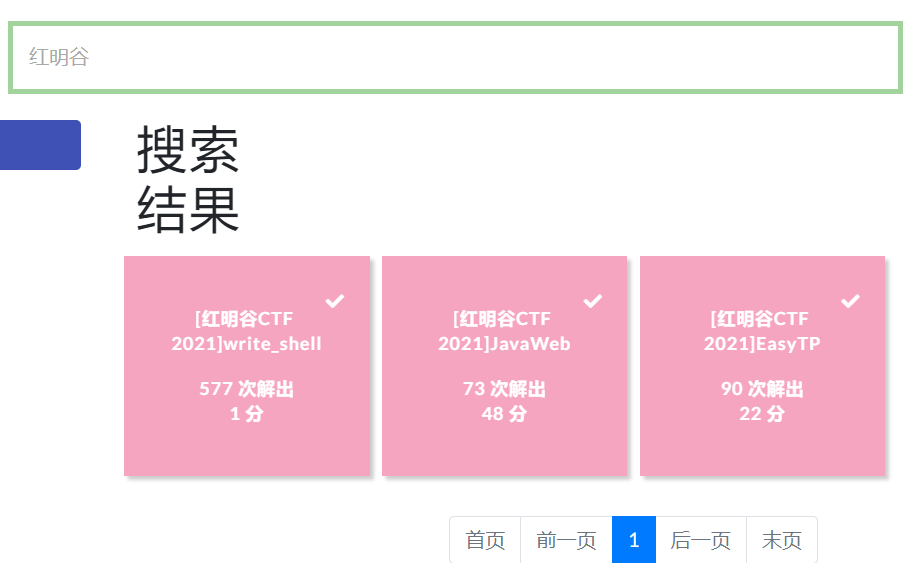 红明谷
搜索
结果
[红明谷CTF
2021]write_shell
577 次解出
1 分
[红明谷CTF
2021]JavaWeb
73 次解出
48 分
[红明谷CTF
2021]EasyTP
90 次解出
22 分
首页 前一页 1 后一页 末页